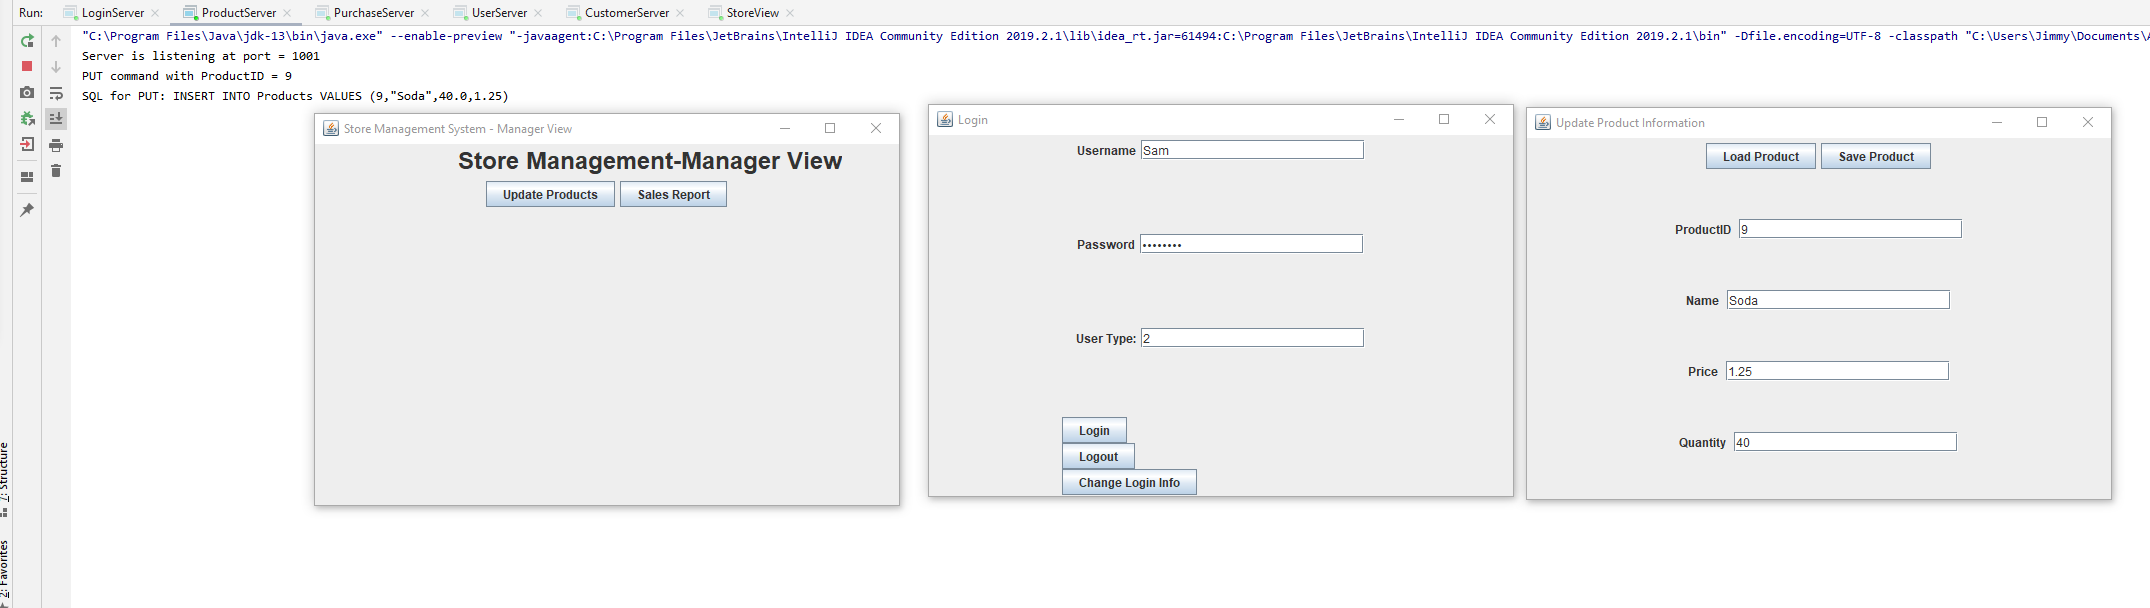 Run: LoginServer ProductServer PurchaseServer UserServer CustomerServer StoreView
"C:\Program Files\Java\jdk-13\bin\java.exe" --enable-preview "-javaagent:C:\Program Files\JetBrains\IntelliJ IDEA Community Edition 2019.2.1\lib\idea_rt.jar=61494:C:\Program Files\JetBrains\IntelliJ IDEA Community Edition 2019.2.1\bin" -Dfile.encoding=UTF-8 -classpath "C:\Users\Jimmy\Documents\A
Server is listening at port = 1001
PUT command with ProductID = 9
SQL for PUT: INSERT INTO Products VALUES (9,"Soda",40.0,1.25)
Store Management System - Manager View
Store Management-Manager View
Update Products Sales Report
Login
Username Sam
Password ••••••••
User Type: 2
Login
Logout
Change Login Info
Update Product Information
Load Product Save Product
ProductID 9
Name Soda
Price 1.25
Quantity 40
7: Structure
2: Favorites